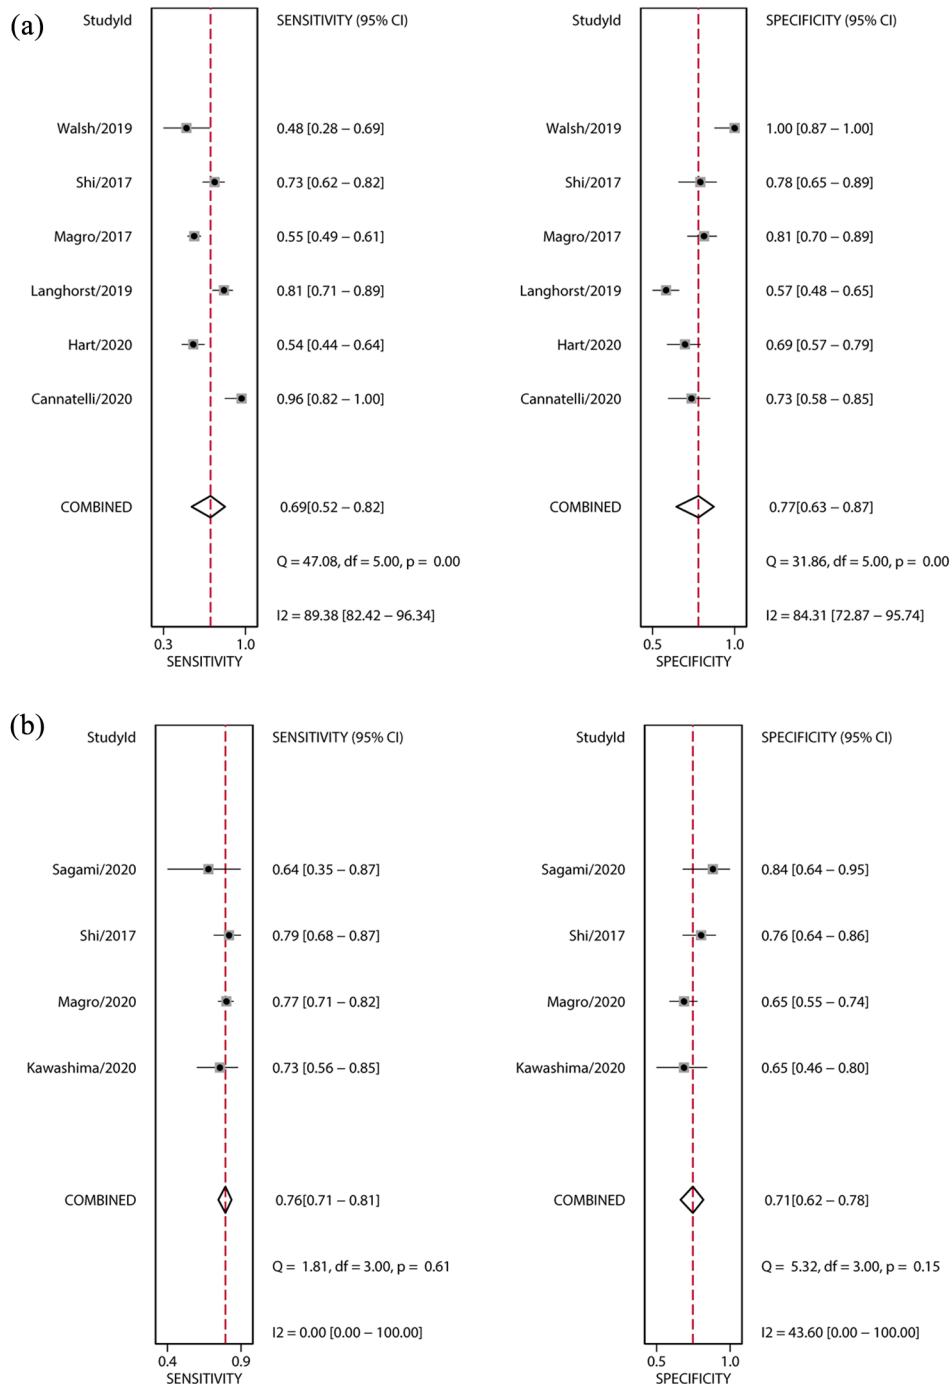 (a)
StudyId SENSITIVITY (95% CI)
Walsh/2019 0.48 [0.28 – 0.69]
Shi/2017 0.73 [0.62 – 0.82]
Magro/2017 0.55 [0.49 – 0.61]
Langhorst/2019 0.81 [0.71 – 0.89]
Hart/2020 0.54 [0.44 – 0.64]
Cannatelli/2020 0.96 [0.82 – 1.00]
COMBINED 0.69[0.52 – 0.82]
Q = 47.08, df = 5.00, p = 0.00
I2 = 89.38 [82.42 – 96.34]
0.3 1.0
SENSITIVITY
StudyId SPECIFICITY (95% CI)
Walsh/2019 1.00 [0.87 – 1.00]
Shi/2017 0.78 [0.65 – 0.89]
Magro/2017 0.81 [0.70 – 0.89]
Langhorst/2019 0.57 [0.48 – 0.65]
Hart/2020 0.69 [0.57 – 0.79]
Cannatelli/2020 0.73 [0.58 – 0.85]
COMBINED 0.77[0.63 – 0.87]
Q = 31.86, df = 5.00, p = 0.00
I2 = 84.31 [72.87 – 95.74]
0.5 1.0
SPECIFICITY
(b)
StudyId SENSITIVITY (95% CI)
Sagami/2020 0.64 [0.35 – 0.87]
Shi/2017 0.79 [0.68 – 0.87]
Magro/2020 0.77 [0.71 – 0.82]
Kawashima/2020 0.73 [0.56 – 0.85]
COMBINED 0.76[0.71 – 0.81]
Q = 1.81, df = 3.00, p = 0.61
I2 = 0.00 [0.00 – 100.00]
0.4 0.9
SENSITIVITY
StudyId SPECIFICITY (95% CI)
Sagami/2020 0.84 [0.64 – 0.95]
Shi/2017 0.76 [0.64 – 0.86]
Magro/2020 0.65 [0.55 – 0.74]
Kawashima/2020 0.65 [0.46 – 0.80]
COMBINED 0.71[0.62 – 0.78]
Q = 5.32, df = 3.00, p = 0.15
I2 = 43.60 [0.00 – 100.00]
0.5 1.0
SPECIFICITY